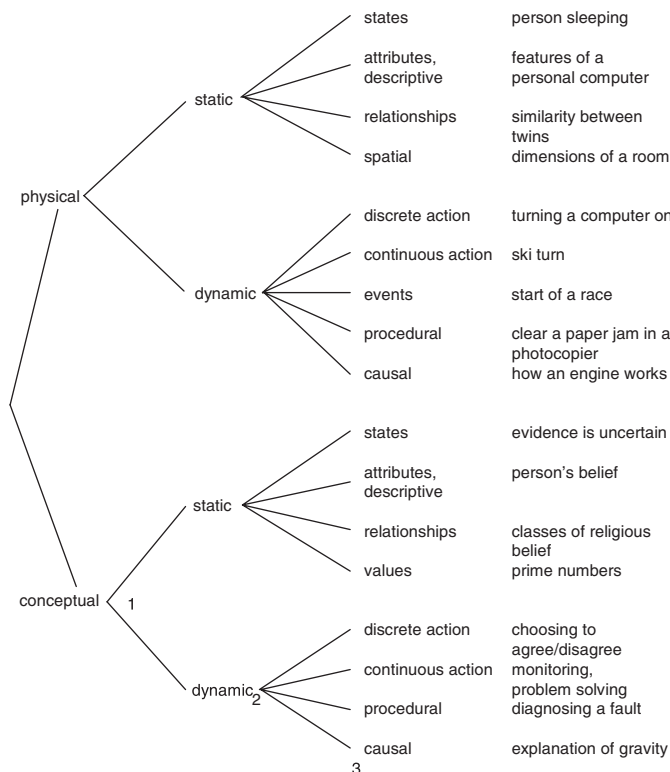 states person sleeping
attributes, features of a
descriptive personal computer
static
relationships similarity between
twins
spatial dimensions of a room
physical
discrete action turning a computer on
continuous action ski turn
dynamic events start of a race
procedural clear a paper jam in a
photocopier
causal how an engine works
states evidence is uncertain
attributes, person's belief
descriptive
static
relationships classes of religious
belief
values prime numbers
conceptual 1
discrete action choosing to
agree/disagree
continuous action monitoring,
problem solving
dynamic 2
procedural diagnosing a fault
causal explanation of gravity
3